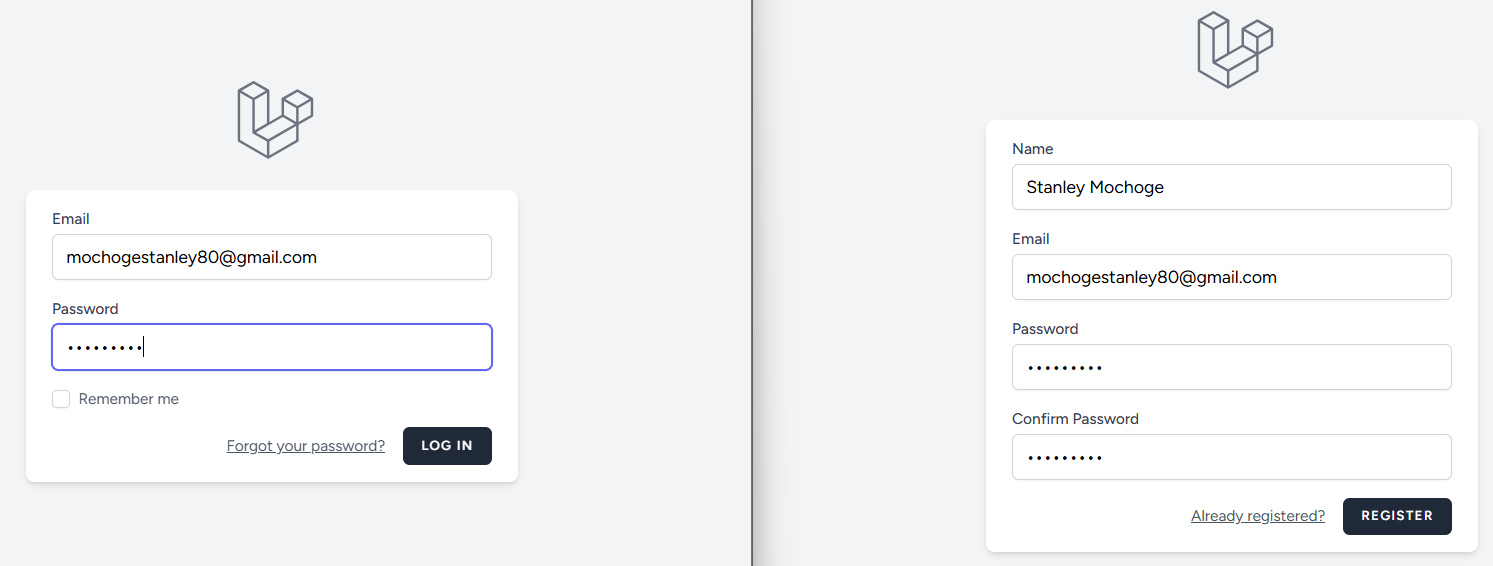 Email
mochogestanley80@gmail.com
Password
•••••••••
Remember me
Forgot your password? LOG IN
Name
Stanley Mochoge
Email
mochogestanley80@gmail.com
Password
•••••••••
Confirm Password
•••••••••
Already registered? REGISTER